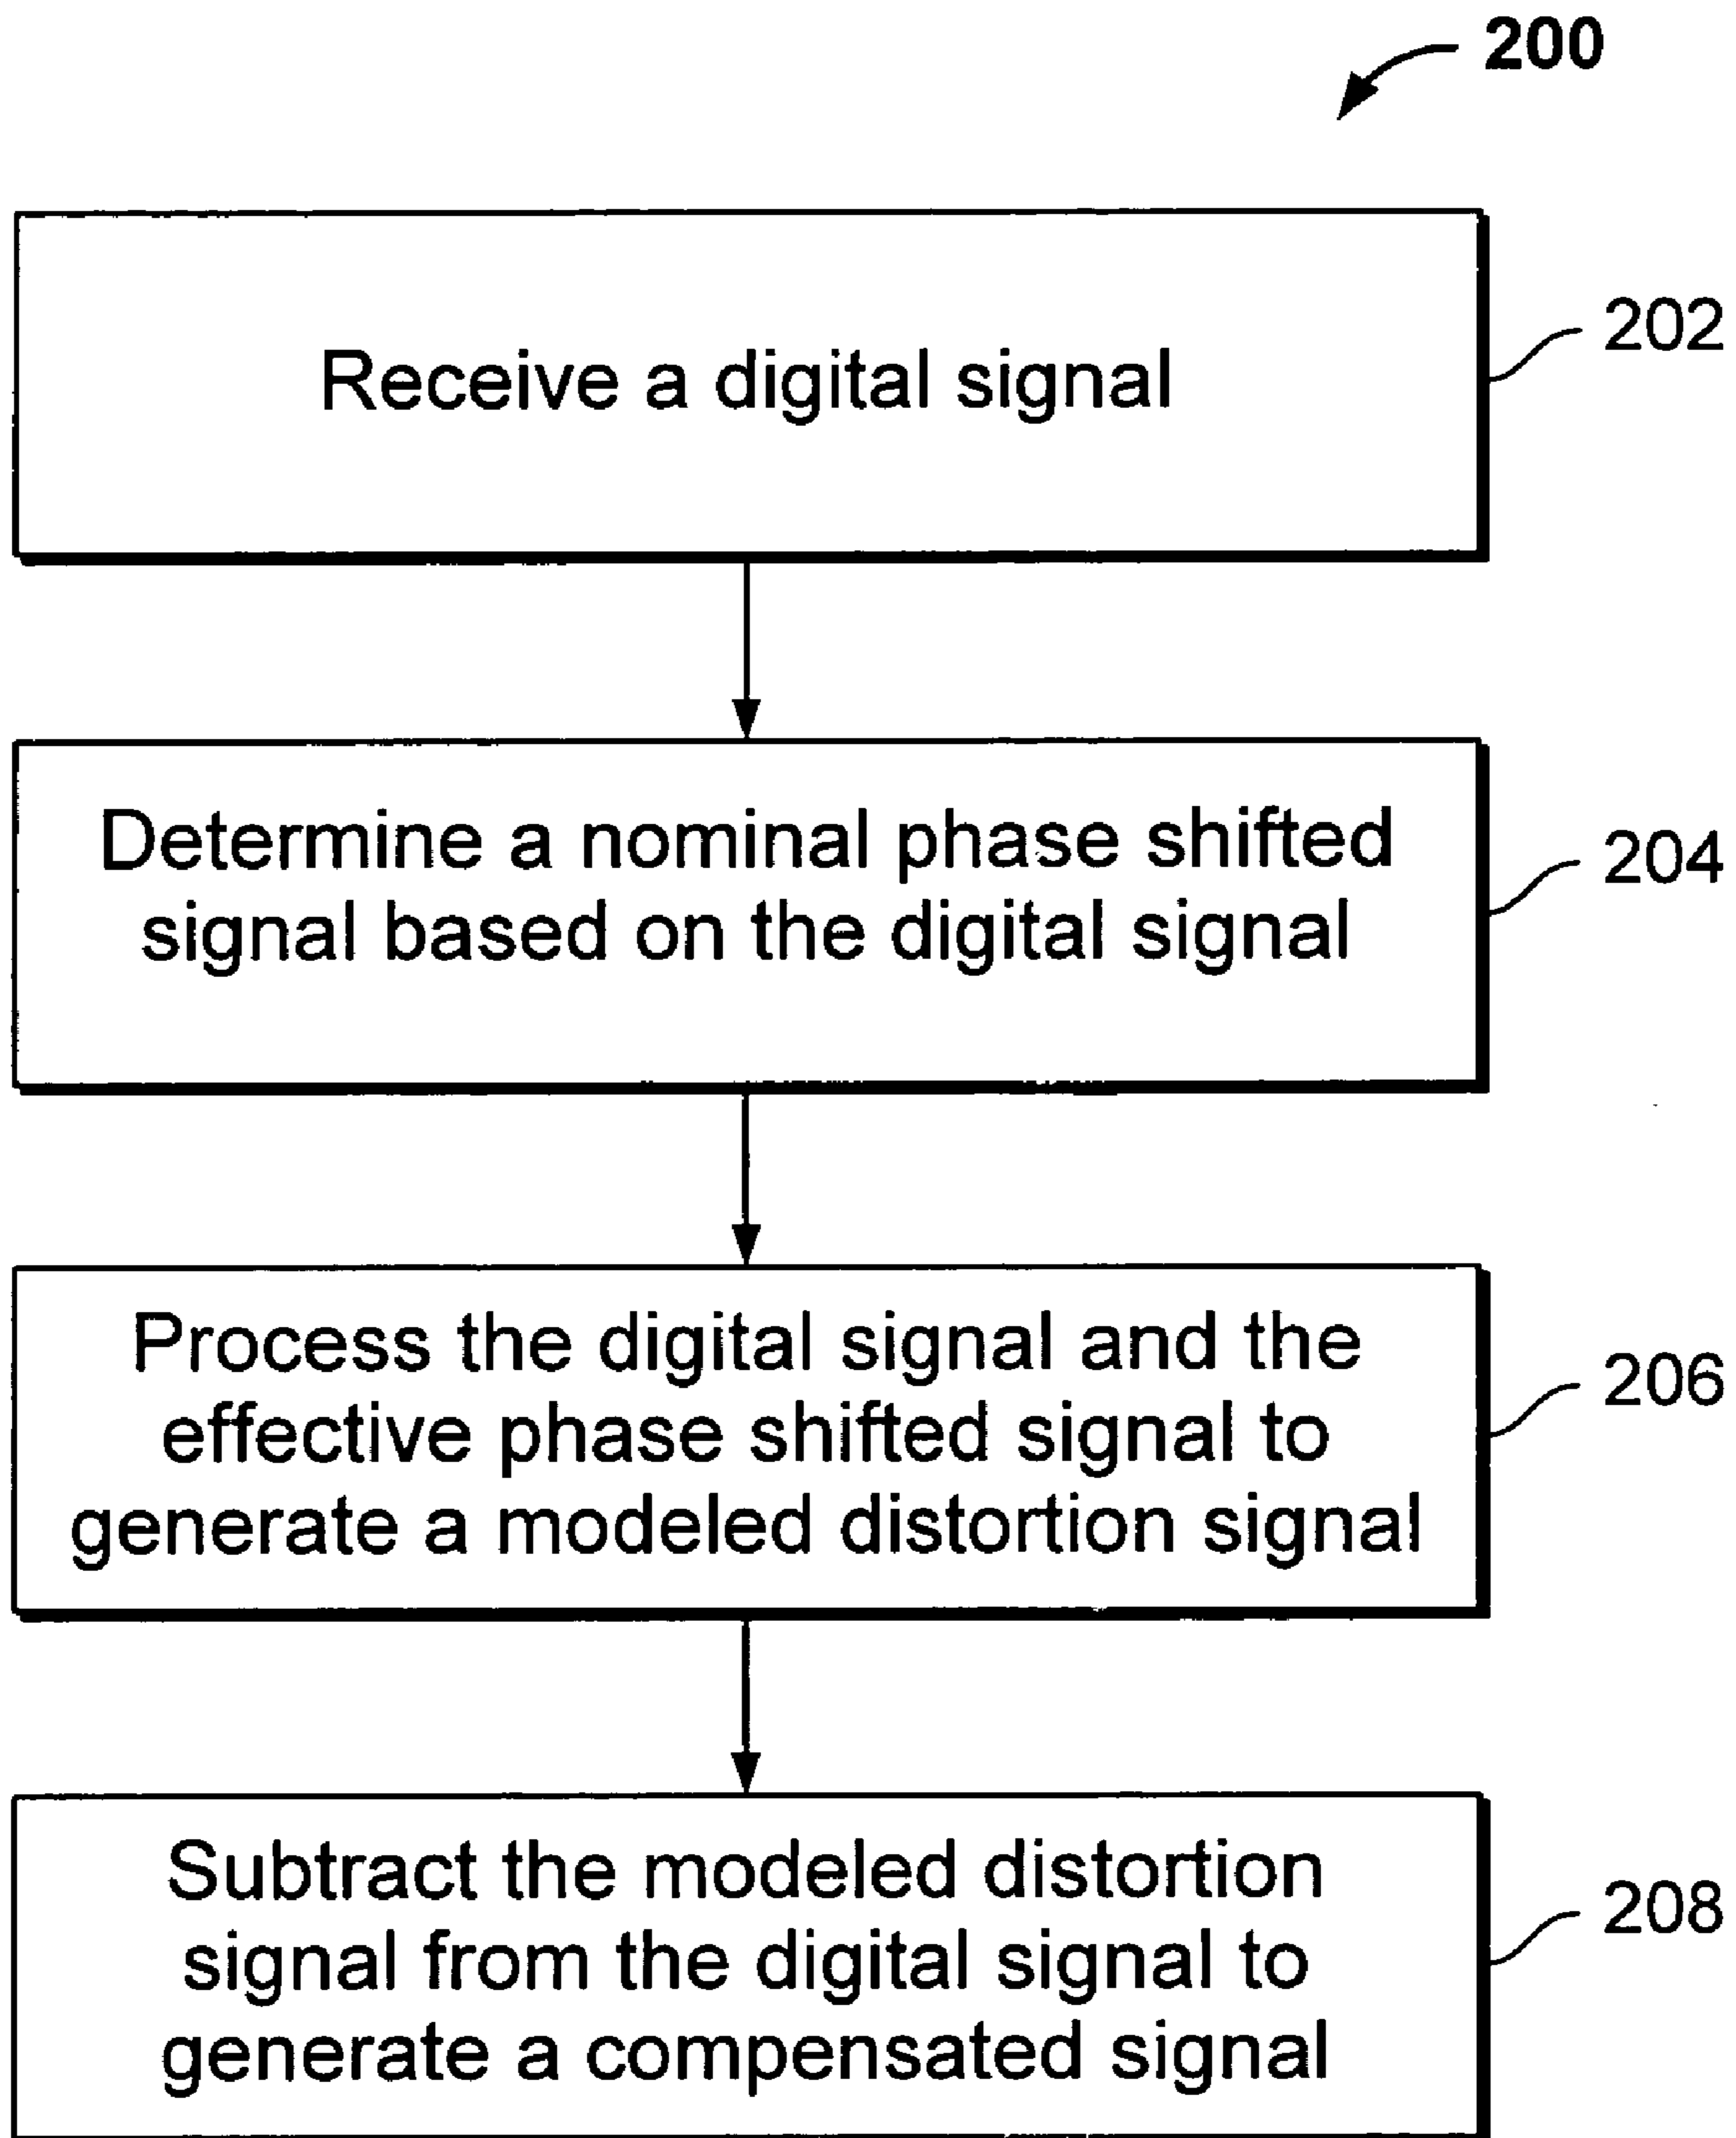 200
Receive a digital signal
202
Determine a nominal phase shifted
signal based on the digital signal
204
Process the digital signal and the
effective phase shifted signal to
generate a modeled distortion signal
206
Subtract the modeled distortion
signal from the digital signal to
generate a compensated signal
208